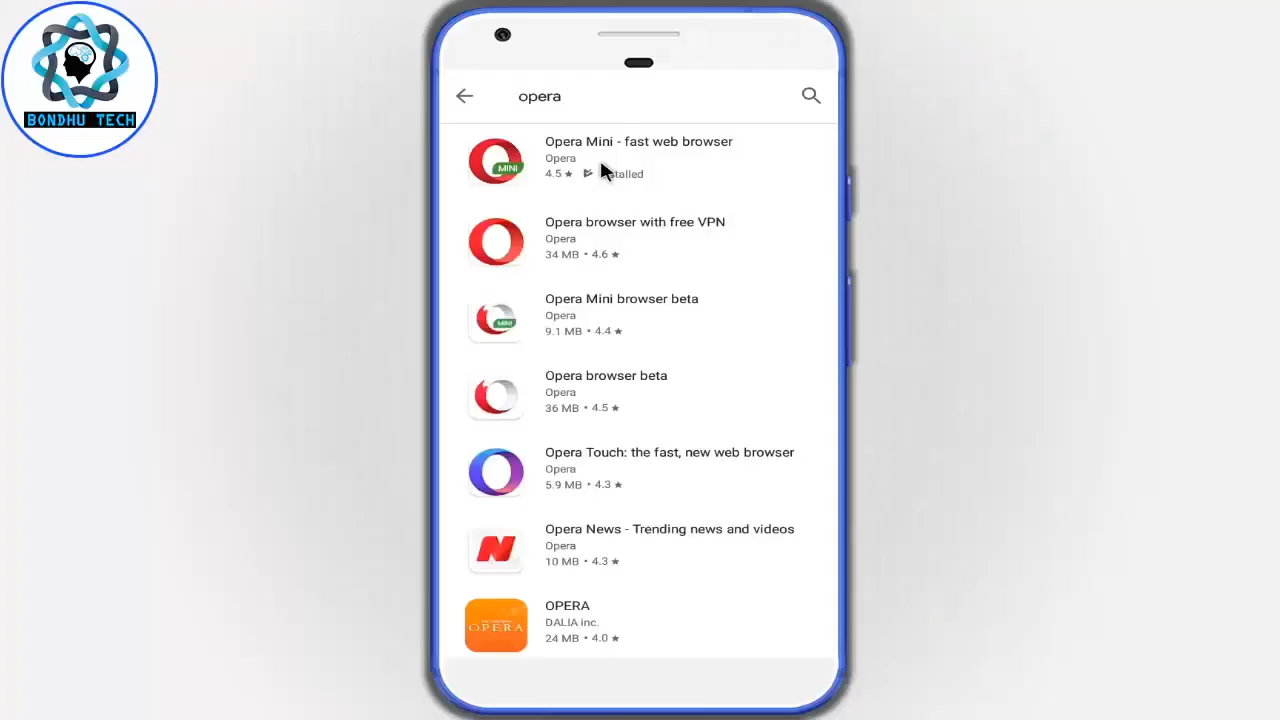 BONDHU TECH
opera
Opera Mini - fast web browser
MINI
Opera
4.5 ★
Opera browser with free VPN
Opera
34 MB • 4.6 ★
Opera Mini browser beta
MINI
Opera
9.1 MB • 4.4 ★
Opera browser beta
Opera
36 MB • 4.5 ★
Opera Touch: the fast, new web browser
Opera
5.9 MB • 4.3 ★
Opera News - Trending news and videos
Opera
10 MB • 4.3 ★
OPERA
OPERA
DALIA inc.
24 MB • 4.0 ★